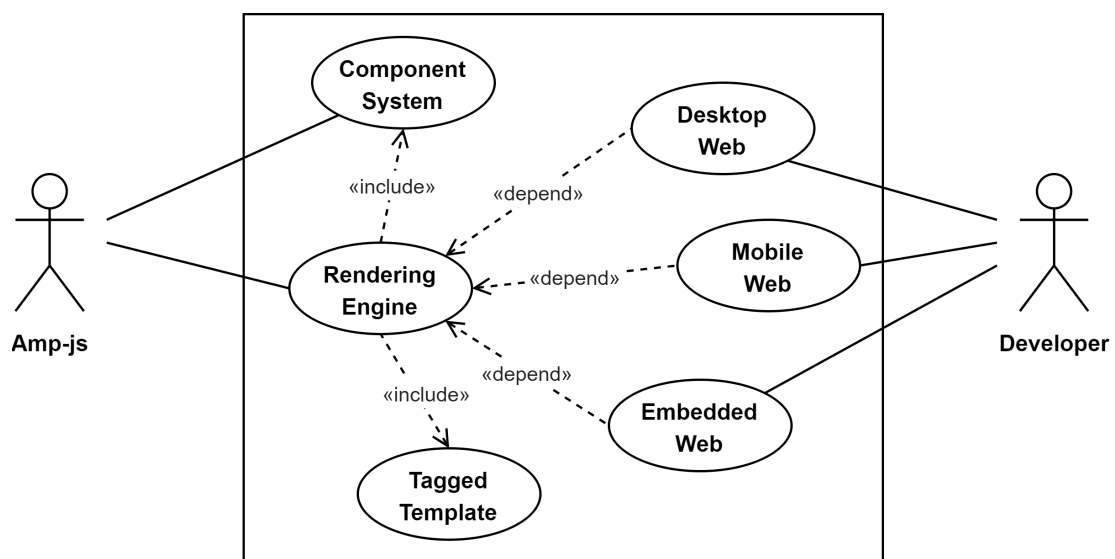 Component
System
Desktop
Web
«include»
«depend»
Mobile
Web
Rendering
Engine
«depend»
Amp-js
Developer
«depend»
«include»
Embedded
Web
Tagged
Template